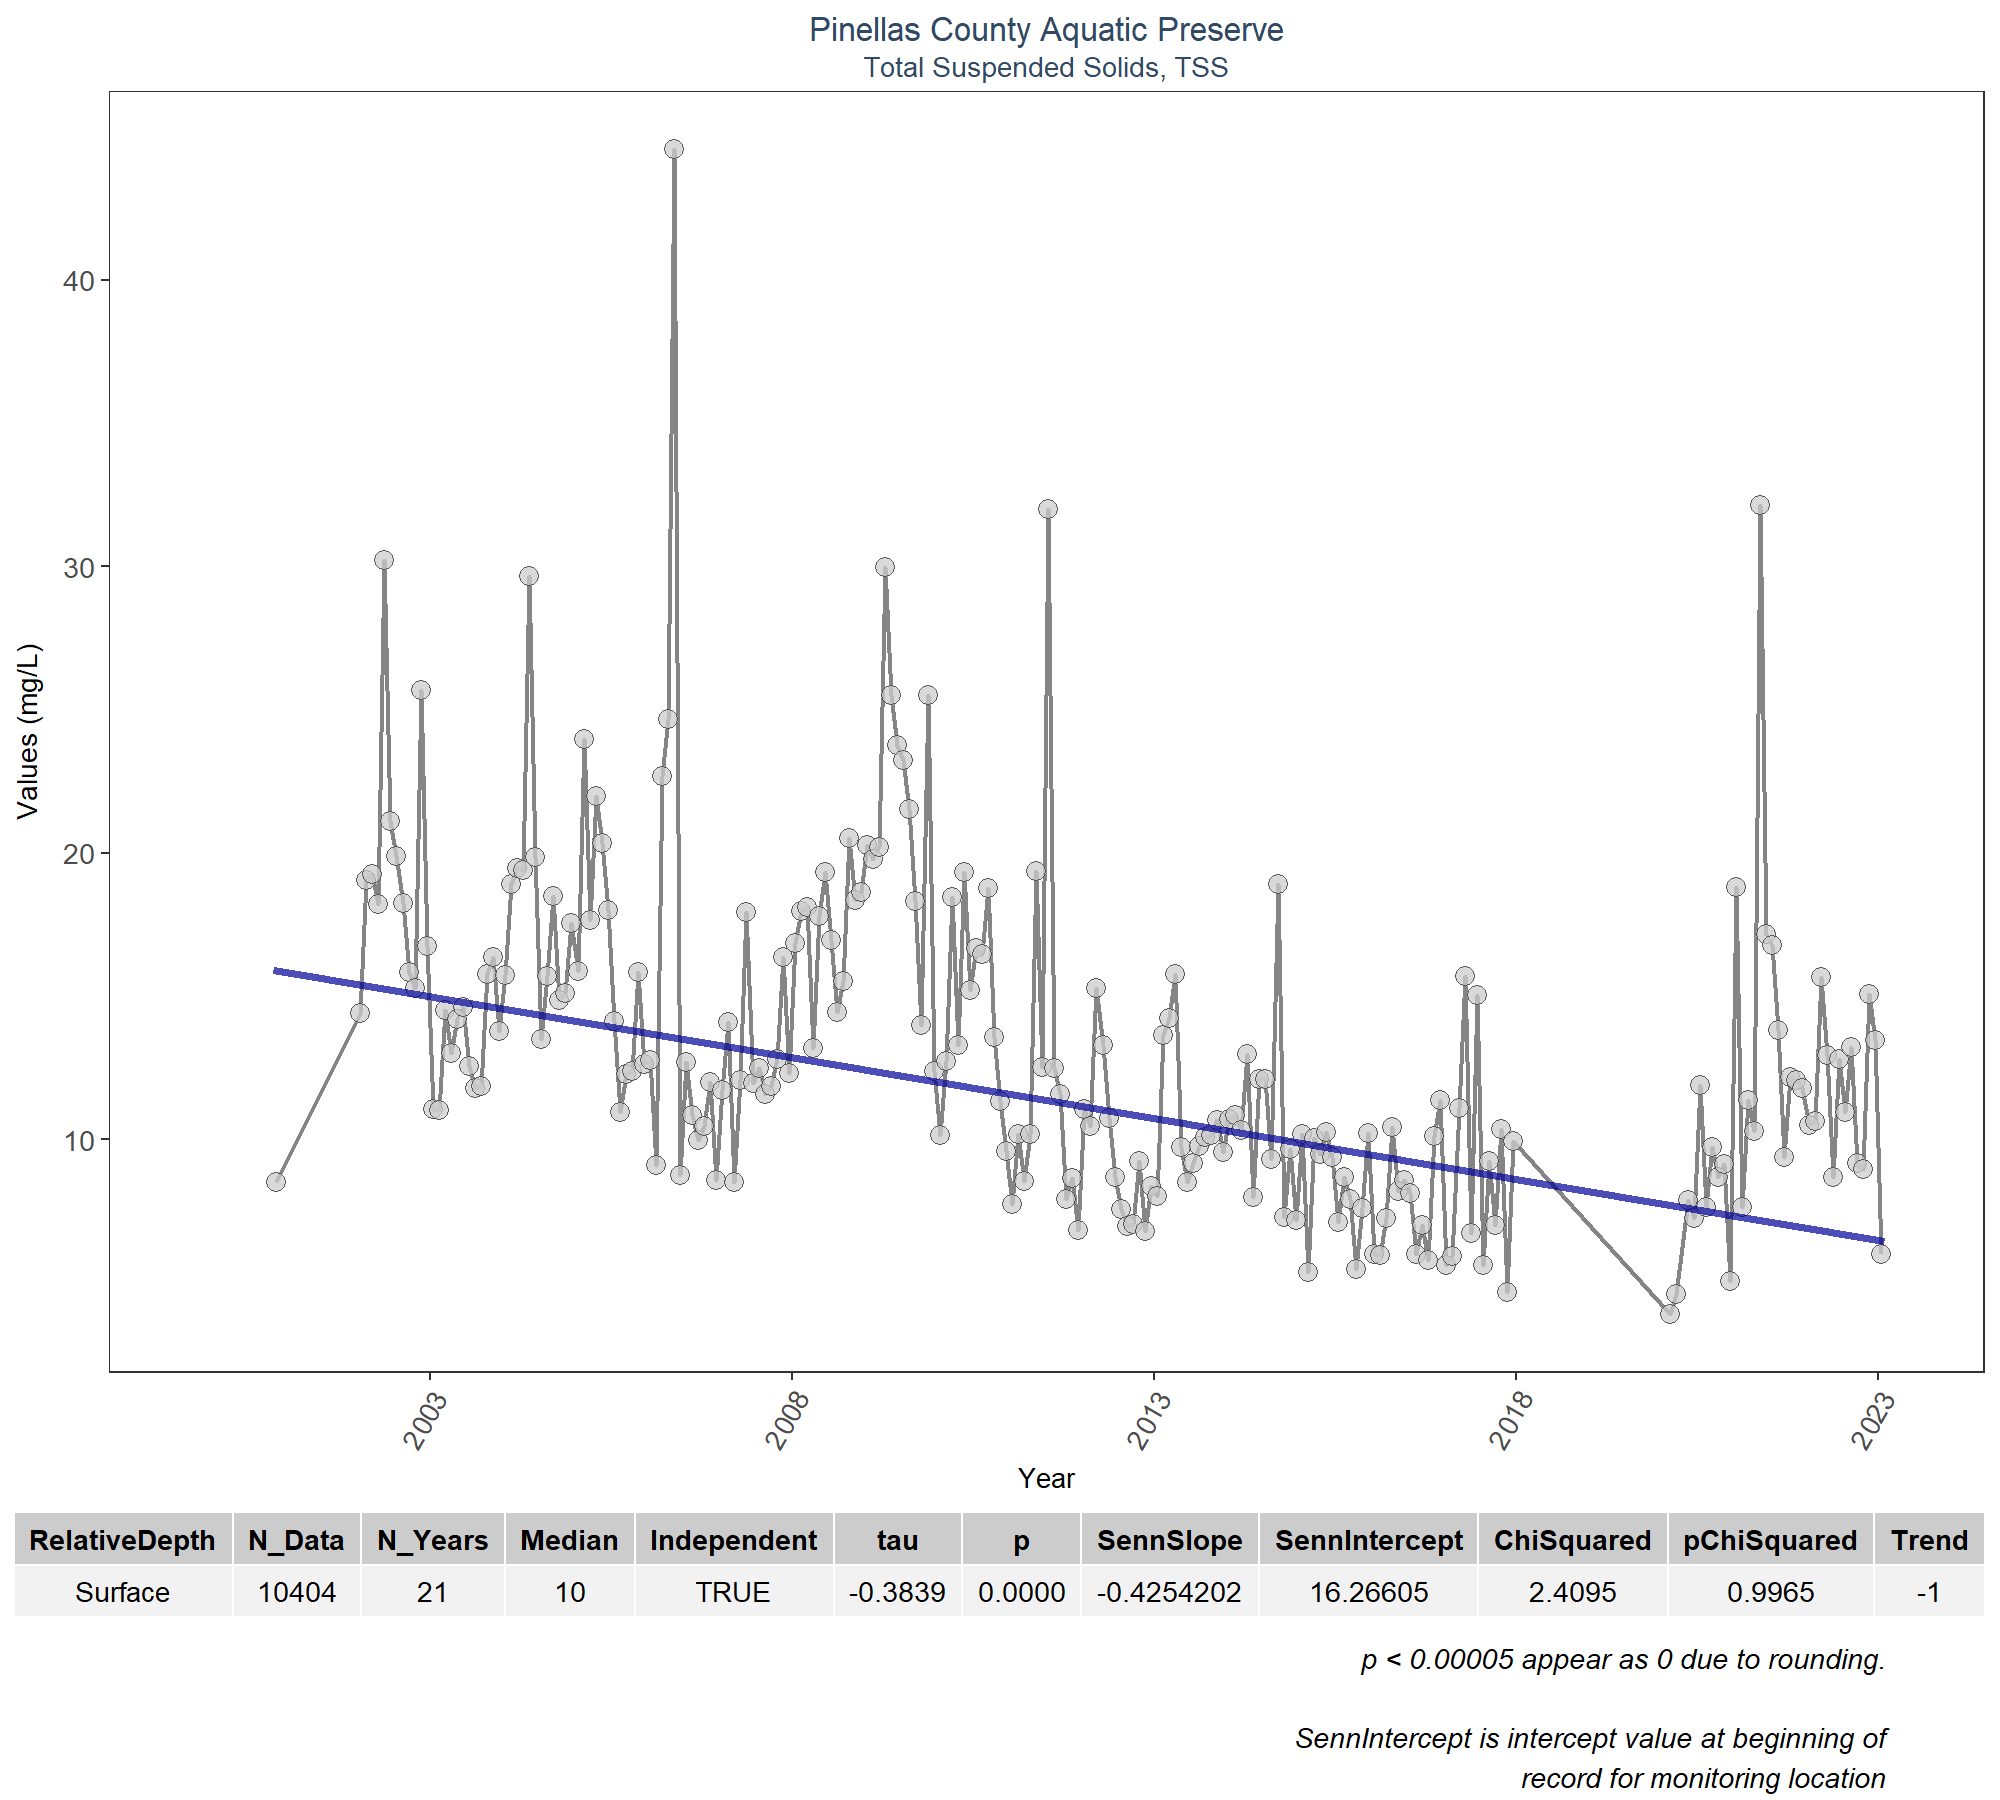 Pinellas County Aquatic Preserve
Total Suspended Solids, TSS
Values (mg/L)
40
30
20
10
2003 2008 2013 2018 2023
Year
RelativeDepth N_Data N_Years Median Independent tau p SennSlope SennIntercept ChiSquared pChiSquared Trend
Surface 10404 21 10 TRUE -0.3839 0.0000 -0.4254202 16.26605 2.4095 0.9965 -1
p < 0.00005 appear as 0 due to rounding.
SennIntercept is intercept value at beginning of
record for monitoring location